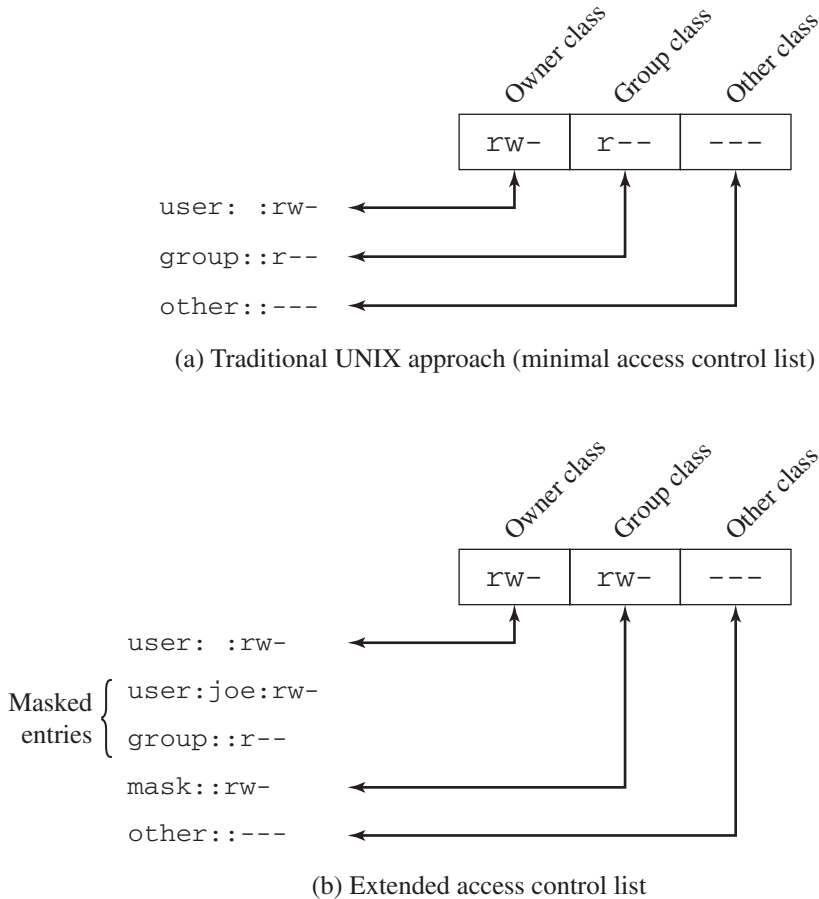 Owner class
Group class
Other class
rw- r-- ---
user: :rw-
group::r--
other::---
(a) Traditional UNIX approach (minimal access control list)
Owner class
Group class
Other class
rw- rw- ---
user: :rw-
Masked entries
user:joe:rw-
group::r--
mask::rw-
other::---
(b) Extended access control list